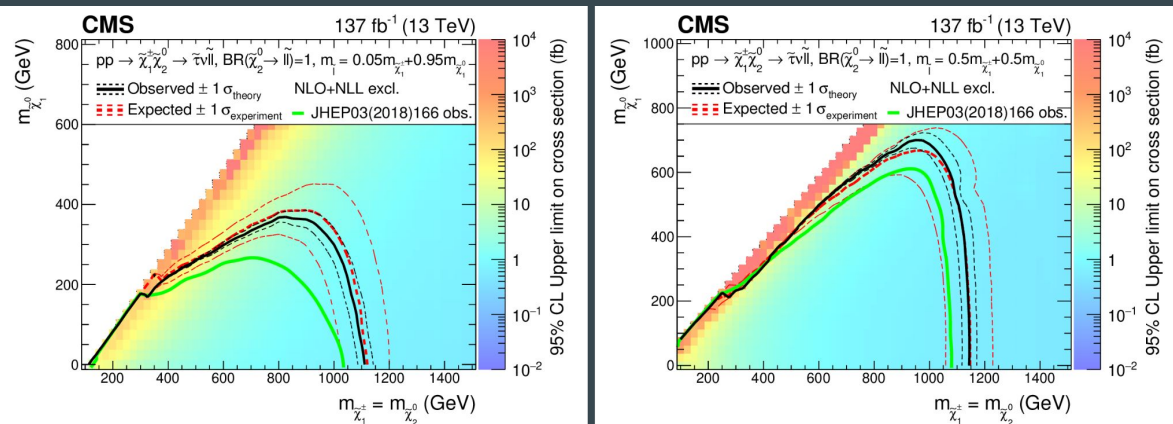 CMS 137 fb⁻¹ (13 TeV)
pp → χ̃₁± χ̃₂⁰ → τ̃νl̃l, BR(χ̃₂⁰ → l̃l)=1, m_l̃ = 0.05m_χ̃₁± + 0.95m_χ̃₁⁰
Observed ± 1 σ_theory NLO+NLL excl.
Expected ± 1 σ_experiment JHEP03(2018)166 obs.
m_χ̃₁⁰ (GeV)
800
600
400
200
0
200 400 600 800 1000 1200 1400
m_χ̃₁± = m_χ̃₂⁰ (GeV)
10⁴
10³
10²
10
1
10⁻¹
10⁻²
95% CL Upper limit on cross section (fb)
CMS 137 fb⁻¹ (13 TeV)
pp → χ̃₁± χ̃₂⁰ → τ̃νl̃l, BR(χ̃₂⁰ → l̃l)=1, m_l̃ = 0.5m_χ̃₁± + 0.5m_χ̃₁⁰
Observed ± 1 σ_theory NLO+NLL excl.
Expected ± 1 σ_experiment JHEP03(2018)166 obs.
m_χ̃₁⁰ (GeV)
1000
800
600
400
200
0
200 400 600 800 1000 1200 1400
m_χ̃₁± = m_χ̃₂⁰ (GeV)
10⁴
10³
10²
10
1
10⁻¹
10⁻²
95% CL Upper limit on cross section (fb)